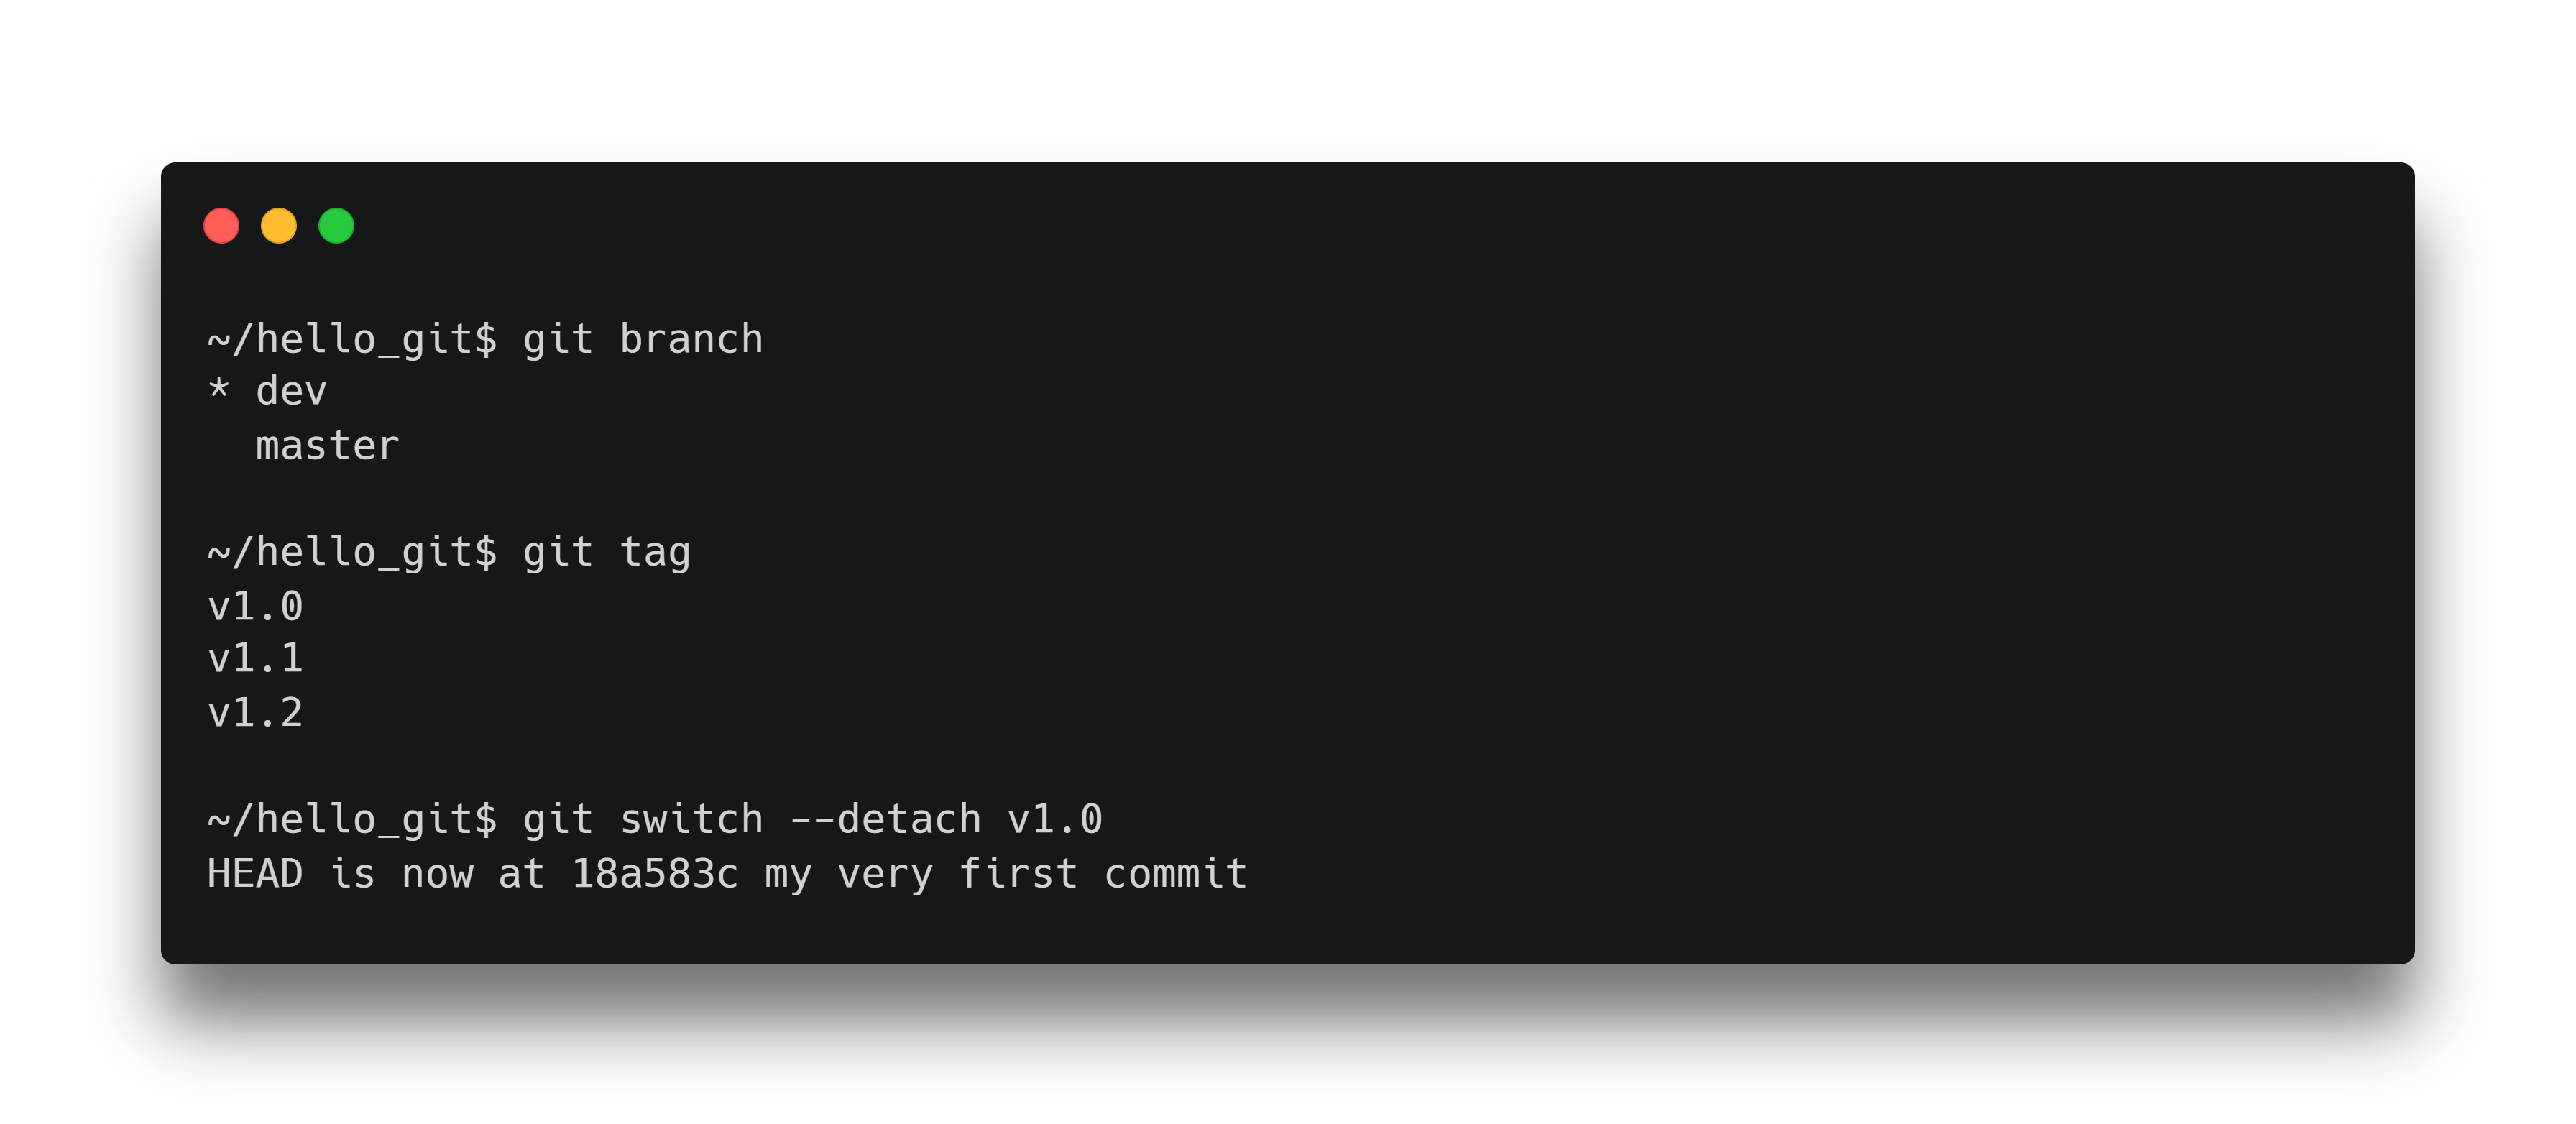 ~/hello_git$ git branch
* dev
  master
~/hello_git$ git tag
v1.0
v1.1
v1.2
~/hello_git$ git switch --detach v1.0
HEAD is now at 18a583c my very first commit